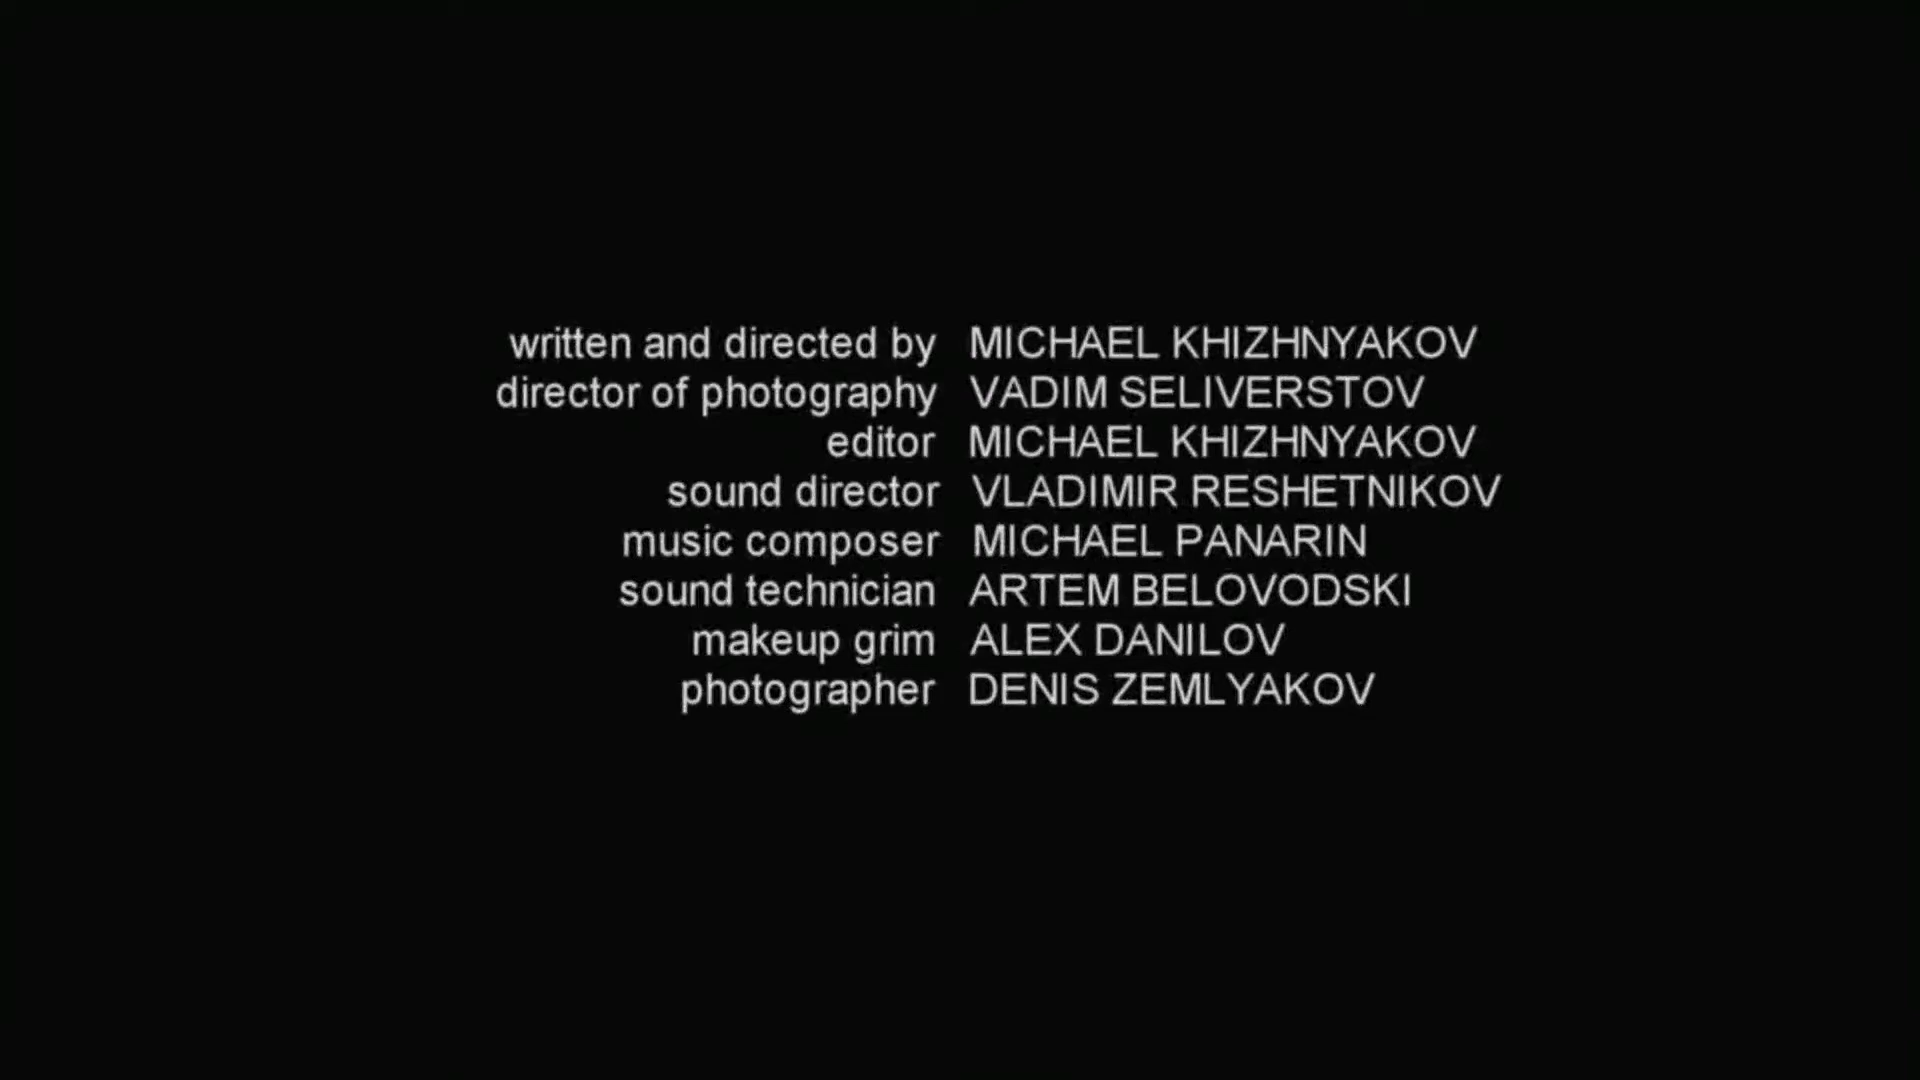 written and directed by MICHAEL KHIZHNYAKOV
director of photography VADIM SELIVERSTOV
editor MICHAEL KHIZHNYAKOV
sound director VLADIMIR RESHETNIKOV
music composer MICHAEL PANARIN
sound technician ARTEM BELOVODSKI
makeup grim ALEX DANILOV
photographer DENIS ZEMLYAKOV